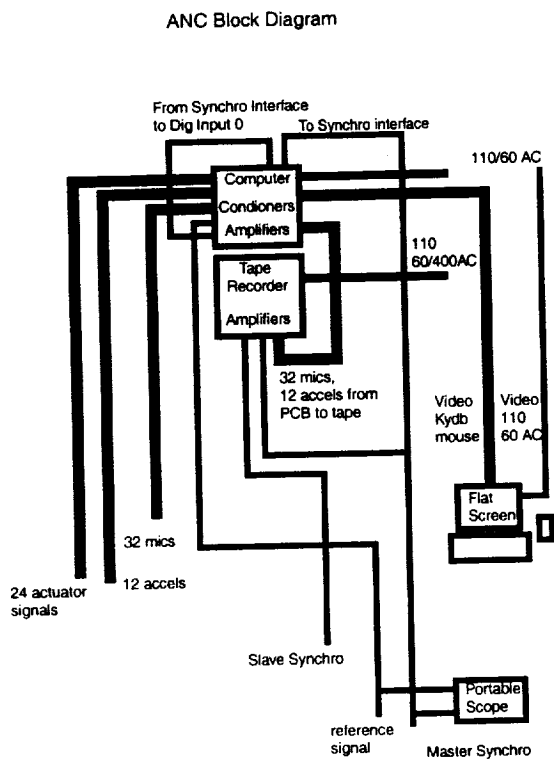 ANC Block Diagram
From Synchro Interface
to Dig Input 0
To Synchro interface
110/60 AC
Computer
Condioners
Amplifiers
110
60/400AC
Tape
Recorder
Amplifiers
32 mics,
12 accels from
PCB to tape
Video
Kydb
mouse
Video
110
60 AC
Flat
Screen
32 mics
24 actuator
signals
12 accels
Slave Synchro
Portable
Scope
reference
signal
Master Synchro